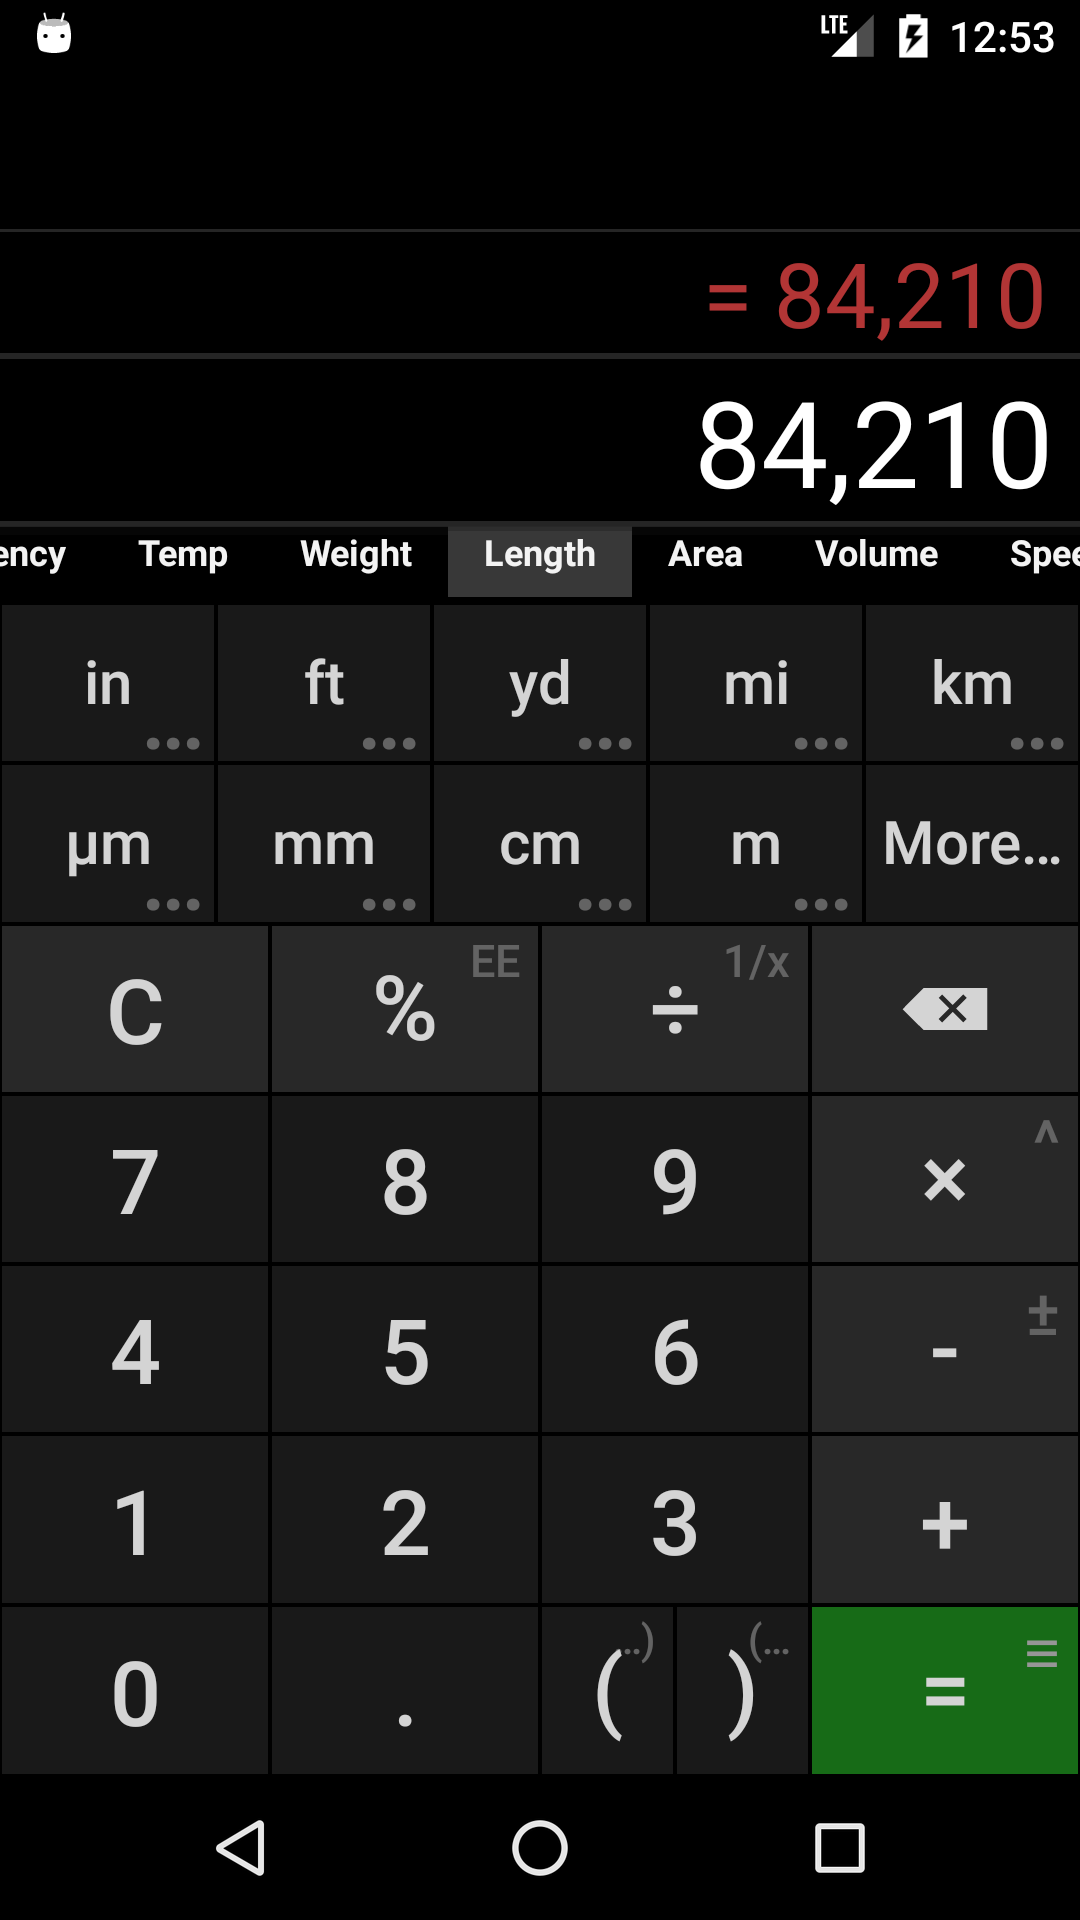 LTE 12:53
= 84,210
84,210
ency Temp Weight Length Area Volume Spee
in ft yd mi km
... ... ... ... ...
µm mm cm m More...
... ... ... ...
C % EE ÷ 1/x
7 8 9 × ^
4 5 6 - ±
1 2 3 +
0 . ( ..) ) (... =